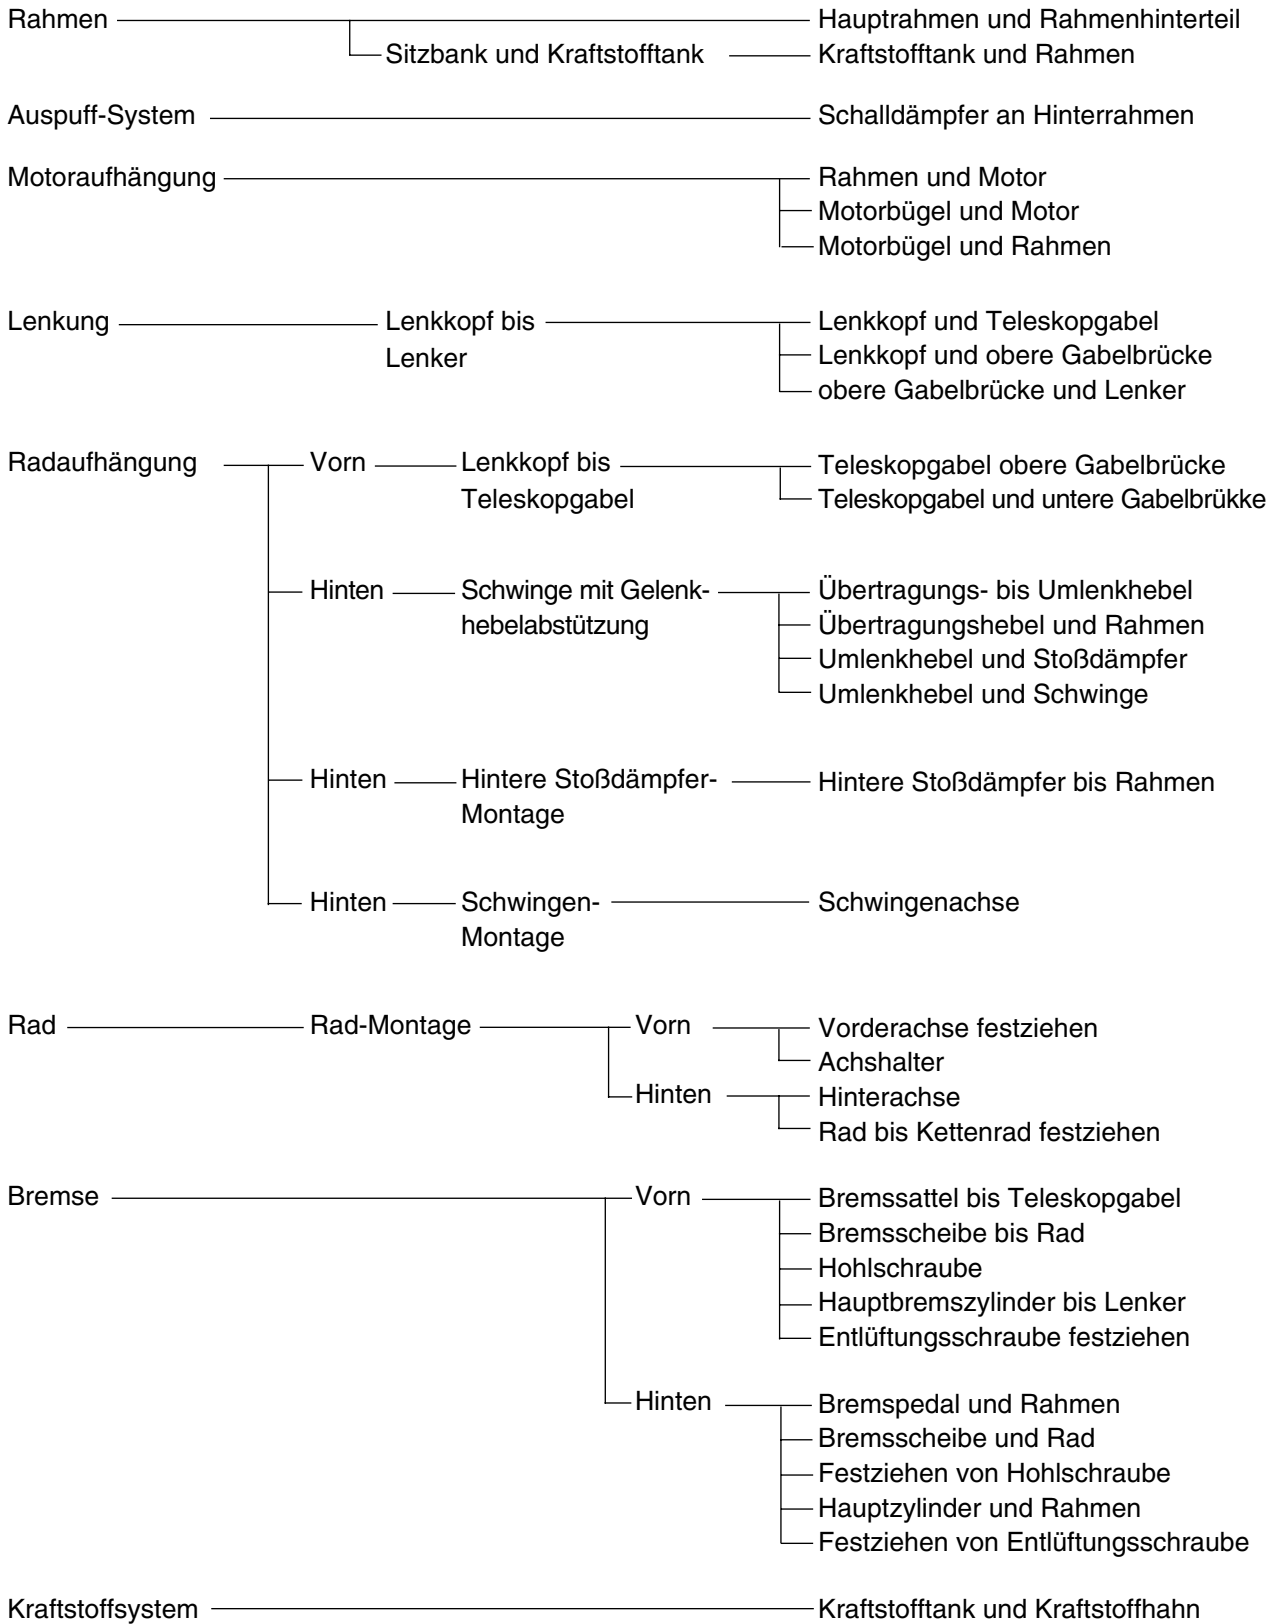 Rahmen Hauptrahmen und Rahmenhinterteil
Sitzbank und Kraftstofftank Kraftstofftank und Rahmen
Auspuff-System Schalldämpfer an Hinterrahmen
Motoraufhängung Rahmen und Motor
Motorbügel und Motor
Motorbügel und Rahmen
Lenkung Lenkkopf bis Lenkkopf und Teleskopgabel
Lenker Lenkkopf und obere Gabelbrücke
obere Gabelbrücke und Lenker
Radaufhängung Vorn Lenkkopf bis Teleskopgabel obere Gabelbrücke
Teleskopgabel Teleskopgabel und untere Gabelbrükke
Hinten Schwinge mit Gelenk- Übertragungs- bis Umlenkhebel
hebelabstützung Übertragungshebel und Rahmen
Umlenkhebel und Stoßdämpfer
Umlenkhebel und Schwinge
Hinten Hintere Stoßdämpfer- Hintere Stoßdämpfer bis Rahmen
Montage
Hinten Schwingen- Schwingenachse
Montage
Rad Rad-Montage Vorn Vorderachse festziehen
Achshalter
Hinten Hinterachse
Rad bis Kettenrad festziehen
Bremse Vorn Bremssattel bis Teleskopgabel
Bremsscheibe bis Rad
Hohlschraube
Hauptbremszylinder bis Lenker
Entlüftungsschraube festziehen
Hinten Bremspedal und Rahmen
Bremsscheibe und Rad
Festziehen von Hohlschraube
Hauptzylinder und Rahmen
Festziehen von Entlüftungsschraube
Kraftstoffsystem Kraftstofftank und Kraftstoffhahn